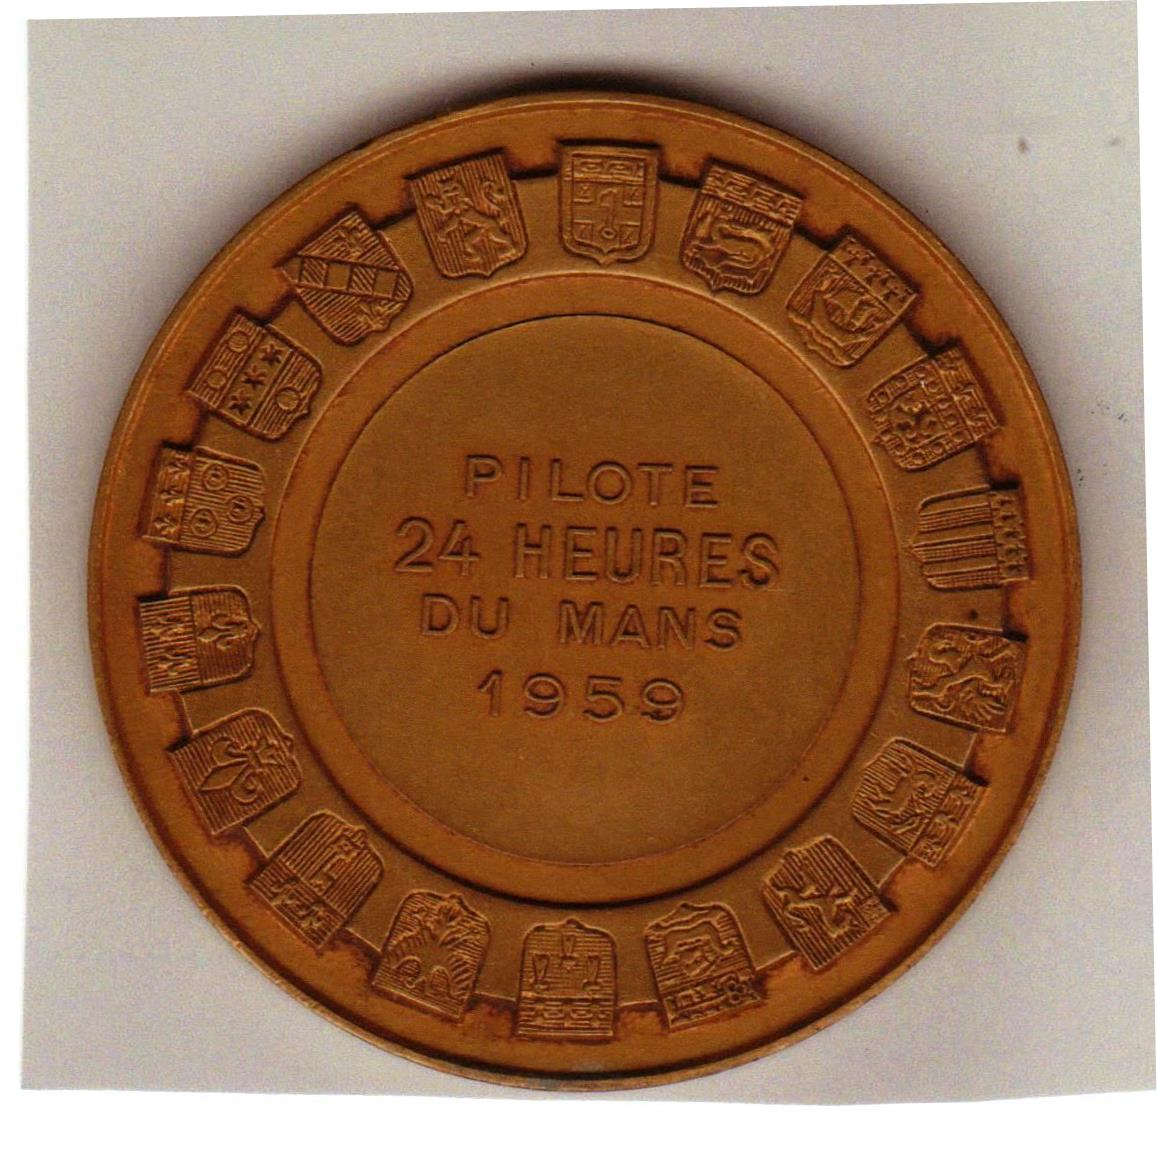 PILOTE
24 HEURES
DU MANS
1959